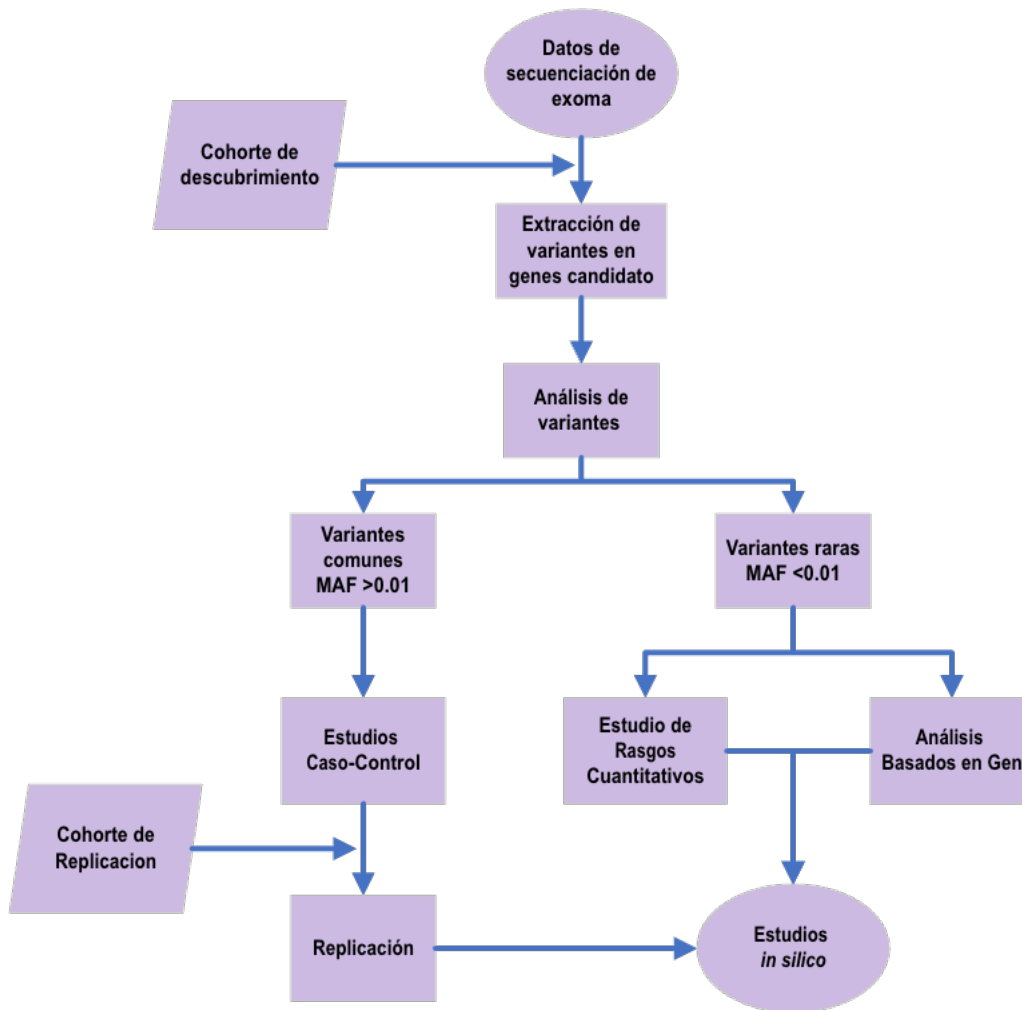 Datos de
secuenciación de
exoma
Cohorte de
descubrimiento
Extracción de
variantes en
genes candidato
Análisis de
variantes
Variantes
comunes
MAF >0.01
Variantes raras
MAF <0.01
Estudios
Caso-Control
Estudio de
Rasgos
Cuantitativos
Análisis
Basados en Gen
Cohorte de
Replicacion
Replicación
Estudios
in silico